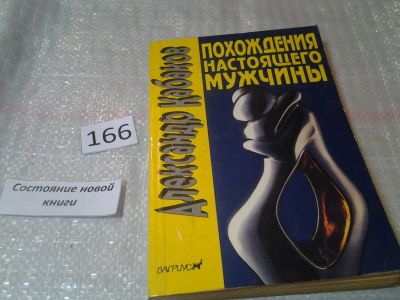 166
Состояние новой
книги
Александр Кабаков
ПОХОЖДЕНИЯ
НАСТОЯЩЕГО
МУЖЧИНЫ
ВАГРИУС